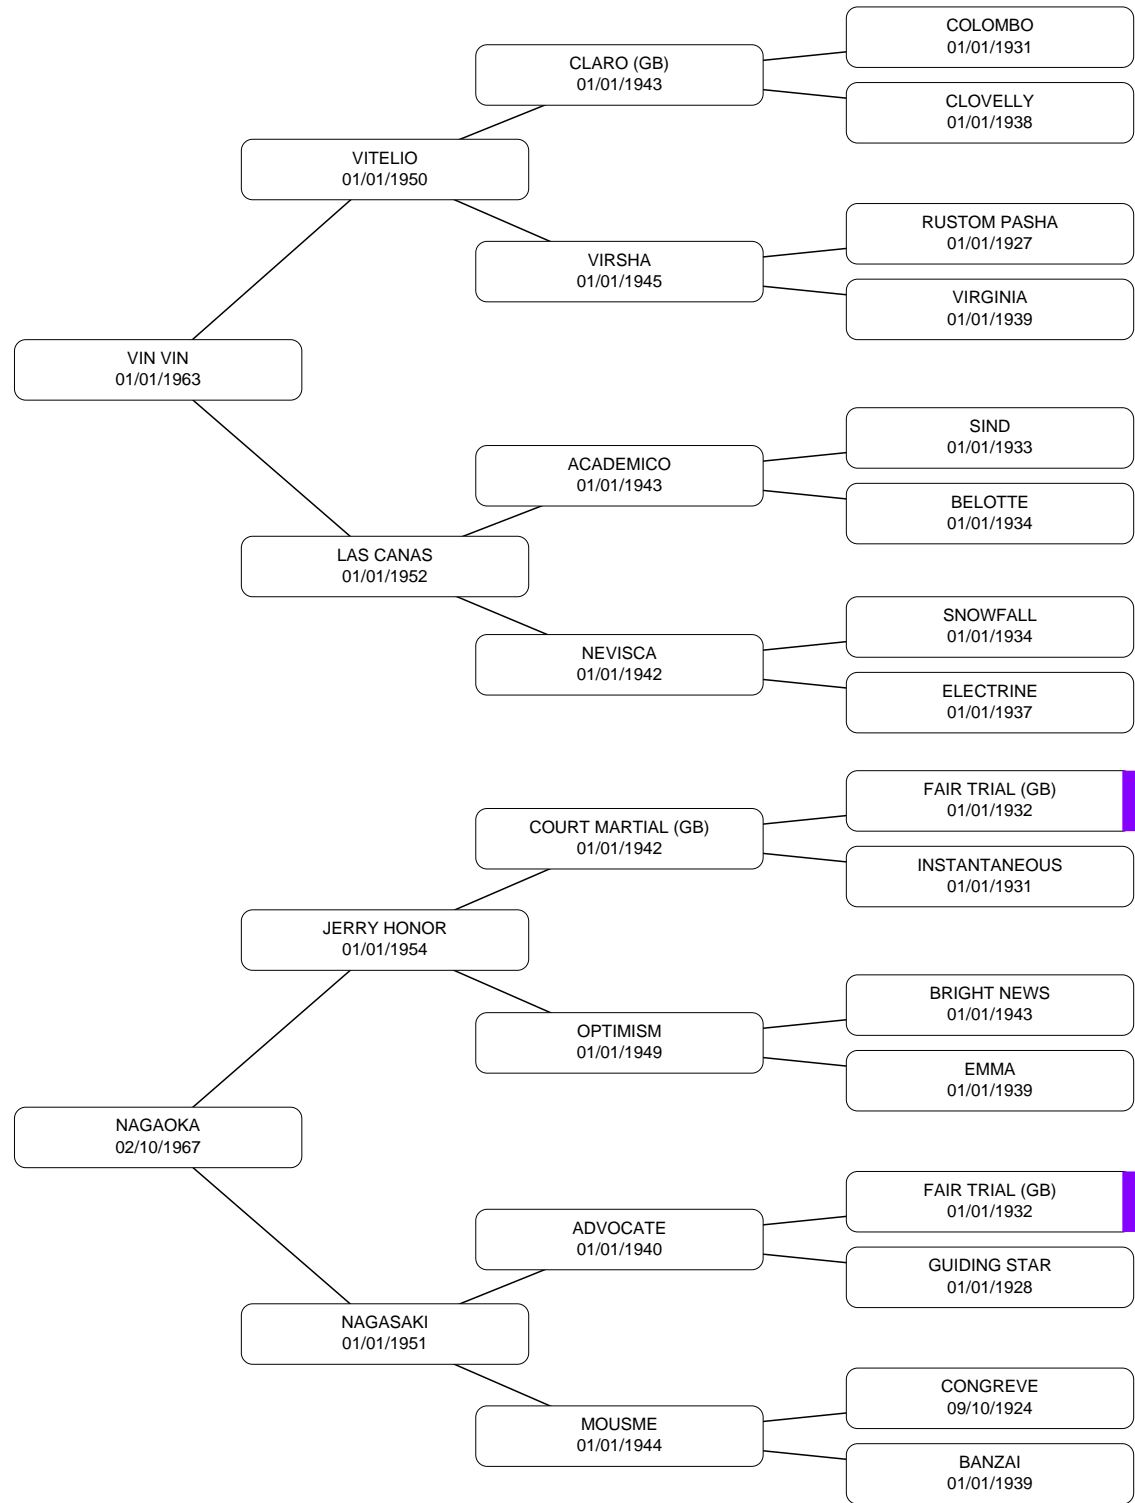 COLOMBO
01/01/1931
CLARO (GB)
01/01/1943
CLOVELLY
01/01/1938
VITELIO
01/01/1950
RUSTOM PASHA
01/01/1927
VIRSHA
01/01/1945
VIRGINIA
01/01/1939
VIN VIN
01/01/1963
SIND
01/01/1933
ACADEMICO
01/01/1943
BELOTTE
01/01/1934
LAS CANAS
01/01/1952
SNOWFALL
01/01/1934
NEVISCA
01/01/1942
ELECTRINE
01/01/1937
FAIR TRIAL (GB)
01/01/1932
COURT MARTIAL (GB)
01/01/1942
INSTANTANEOUS
01/01/1931
JERRY HONOR
01/01/1954
BRIGHT NEWS
01/01/1943
OPTIMISM
01/01/1949
EMMA
01/01/1939
NAGAOKA
02/10/1967
FAIR TRIAL (GB)
01/01/1932
ADVOCATE
01/01/1940
GUIDING STAR
01/01/1928
NAGASAKI
01/01/1951
CONGREVE
09/10/1924
MOUSME
01/01/1944
BANZAI
01/01/1939